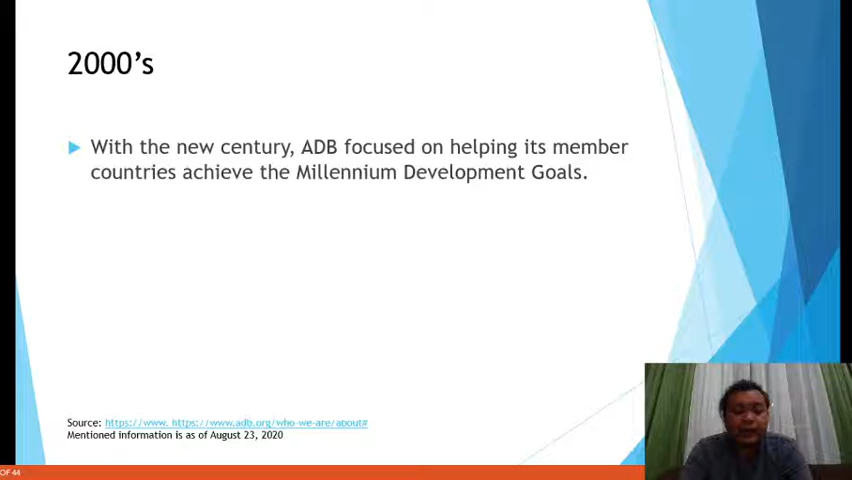 2000's
With the new century, ADB focused on helping its member
countries achieve the Millennium Development Goals.
Source: https://www. https://www.adb.org/who-we-are/about#
Mentioned information is as of August 23, 2020
OF 44